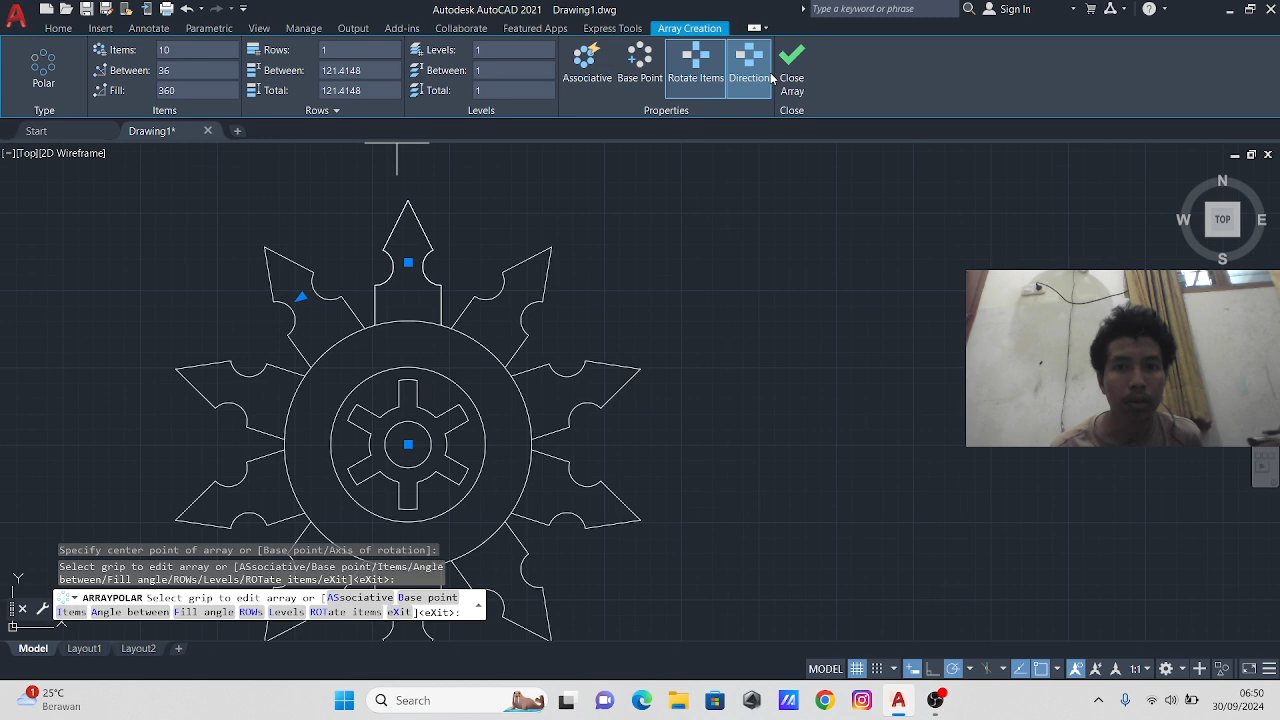 Autodesk AutoCAD 2021 Drawing1.dwg
Type a keyword or phrase
Sign In
Home Insert Annotate Parametric View Manage Output Add-ins Collaborate Featured Apps Express Tools Array Creation
Polar
Type
Items: 10
Between: 36
Fill: 360
Items
Rows: 1
Between: 121.4148
Total: 121.4148
Rows
Levels: 1
Between: 1
Total: 1
Levels
Associative Base Point Rotate Items Direction
Properties
Close
Array
Close
Start Drawing1*
[−][Top][2D Wireframe]
N
W TOP E
S
Y
X
Specify center point of array or [Base point/Axis of rotation]:
Select grip to edit array or [ASsociative/Base point/Items/Angle
between/Fill angle/ROWs/Levels/ROTate items/eXit]<eXit>:
ARRAYPOLAR Select grip to edit array or [ASsociative Base point
Items Angle between Fill angle ROWs Levels ROTate items eXit]<eXit>:
Model Layout1 Layout2
MODEL 1:1
1
25°C
Berawan
Search
06:50
30/09/2024